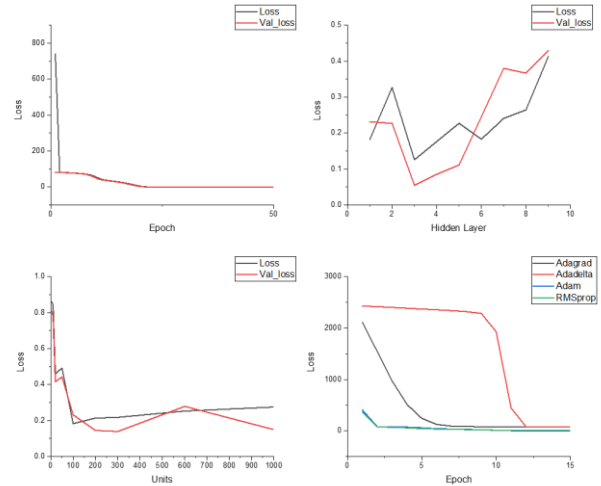 Loss
Val_loss
800
600
400
200
0
0
50
Loss
Epoch
Loss
Val_loss
0.5
0.4
0.3
0.2
0.1
0.0
0
2
4
6
8
10
Loss
Hidden Layer
Loss
Val_loss
1.0
0.8
0.6
0.4
0.2
0.0
0
50
100
200
300
400
500
600
700
800
900
1000
Loss
Units
Adagrad
Adadelta
Adam
RMSprop
3000
2000
1000
0
0
5
10
15
Loss
Epoch